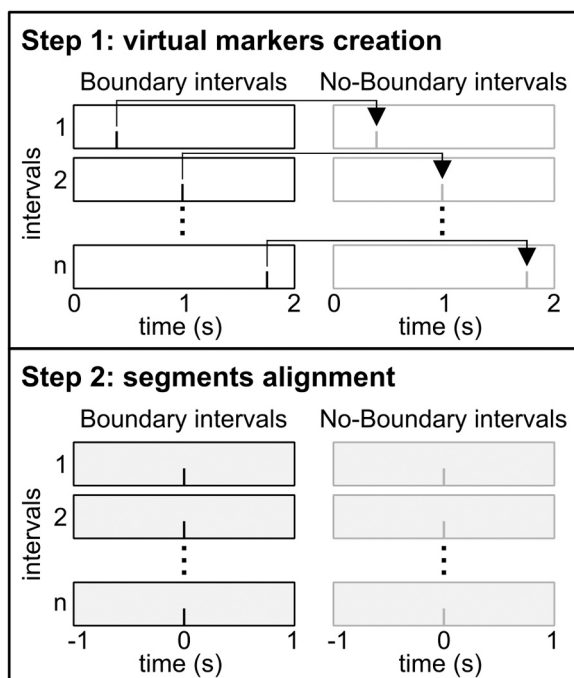 Step 1: virtual markers creation
Boundary intervals No-Boundary intervals
intervals
1
2
n
0 1 2 0 1 2
time (s) time (s)
Step 2: segments alignment
Boundary intervals No-Boundary intervals
intervals
1
2
n
-1 0 1 -1 0 1
time (s) time (s)